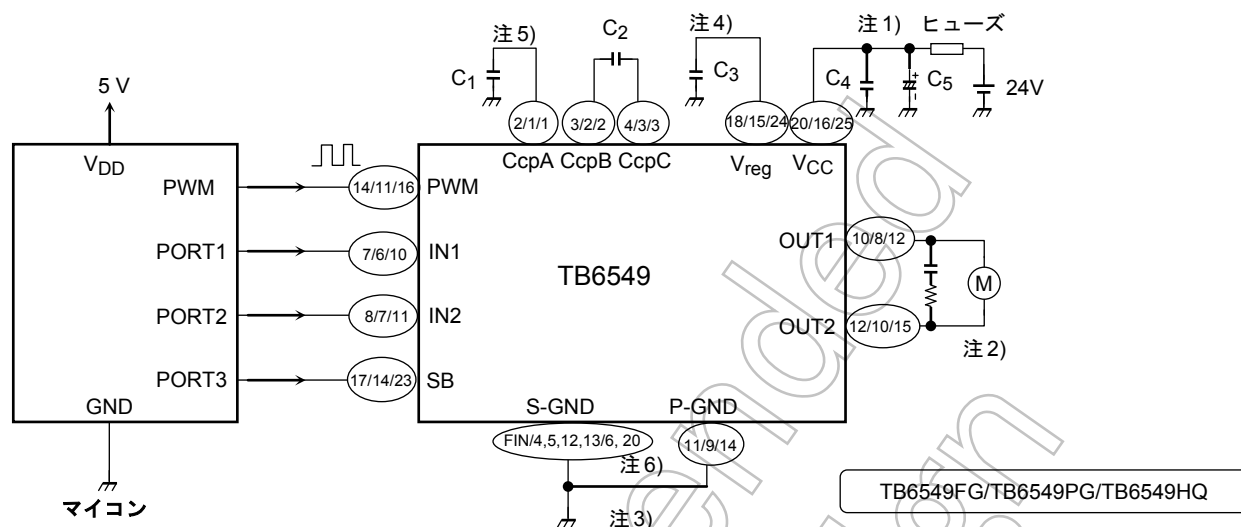 注5)
C2
注4)
注1)
ヒューズ
C1
C3
C4
+
-
C5
24V
5 V
2/1/1
3/2/2
4/3/3
18/15/24
20/16/25
VDD
CcpA
CcpB
CcpC
Vreg
VCC
PWM
14/11/16
PWM
PORT1
7/6/10
IN1
OUT1
10/8/12
TB6549
M
PORT2
8/7/11
IN2
OUT2
12/10/15
注2)
PORT3
17/14/23
SB
GND
S-GND
P-GND
FIN/4,5,12,13/6, 20
11/9/14
注6)
マイコン
注3)
TB6549FG/TB6549PG/TB6549HQ